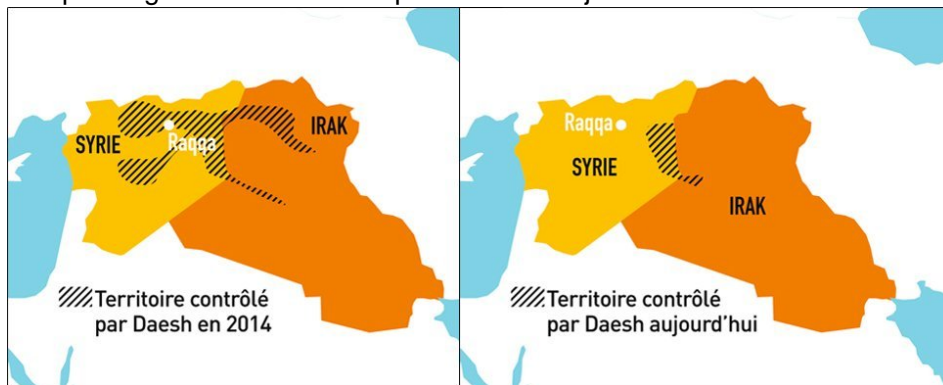 SYRIE
Raqqa
IRAK
Territoire contrôlé
par Daesh en 2014
Raqqa
SYRIE
IRAK
Territoire contrôlé
par Daesh aujourd'hui